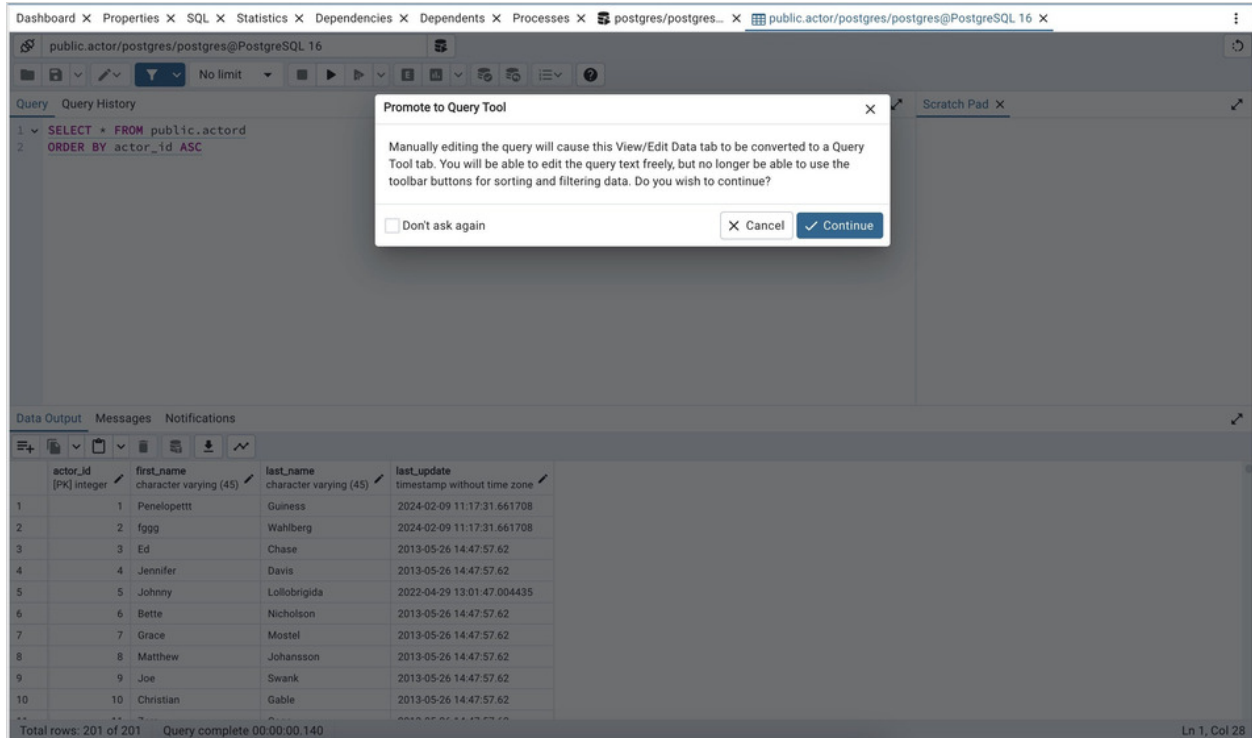 Dashboard X Properties X SQL X Statistics X Dependencies X Dependents X Processes X postgres/postgres... X public.actor/postgres/postgres@PostgreSQL 16 X
public.actor/postgres/postgres@PostgreSQL 16
No limit
Query Query History
Scratch Pad X
Promote to Query Tool
Manually editing the query will cause this View/Edit Data tab to be converted to a Query
Tool tab. You will be able to edit the query text freely, but no longer be able to use the
toolbar buttons for sorting and filtering data. Do you wish to continue?
Don't ask again
Cancel
Continue
1 SELECT * FROM public.actord
2 ORDER BY actor_id ASC
Data Output Messages Notifications
actor_id first_name last_name last_update
[PK] integer character varying (45) character varying (45) timestamp without time zone
1 1 Penelopettt Guiness 2024-02-09 11:17:31.661708
2 2 fggg Wahlberg 2024-02-09 11:17:31.661708
3 3 Ed Chase 2013-05-26 14:47:57.62
4 4 Jennifer Davis 2013-05-26 14:47:57.62
5 5 Johnny Lollobrigida 2022-04-29 13:01:47.004435
6 6 Bette Nicholson 2013-05-26 14:47:57.62
7 7 Grace Mostel 2013-05-26 14:47:57.62
8 8 Matthew Johansson 2013-05-26 14:47:57.62
9 9 Joe Swank 2013-05-26 14:47:57.62
10 10 Christian Gable 2013-05-26 14:47:57.62
Total rows: 201 of 201 Query complete 00:00:00.140
Ln 1, Col 28